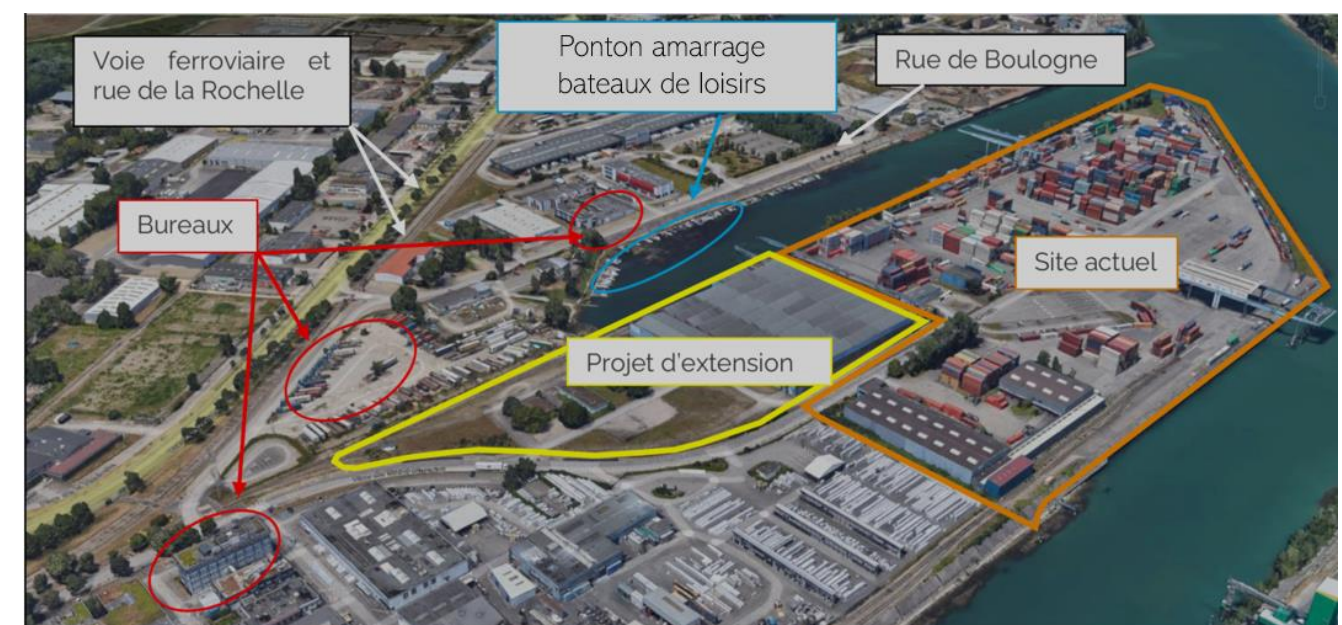 Voie ferroviaire et
rue de la Rochelle
Ponton amarrage
bateaux de loisirs
Rue de Boulogne
Bureaux
Site actuel
Projet d'extension